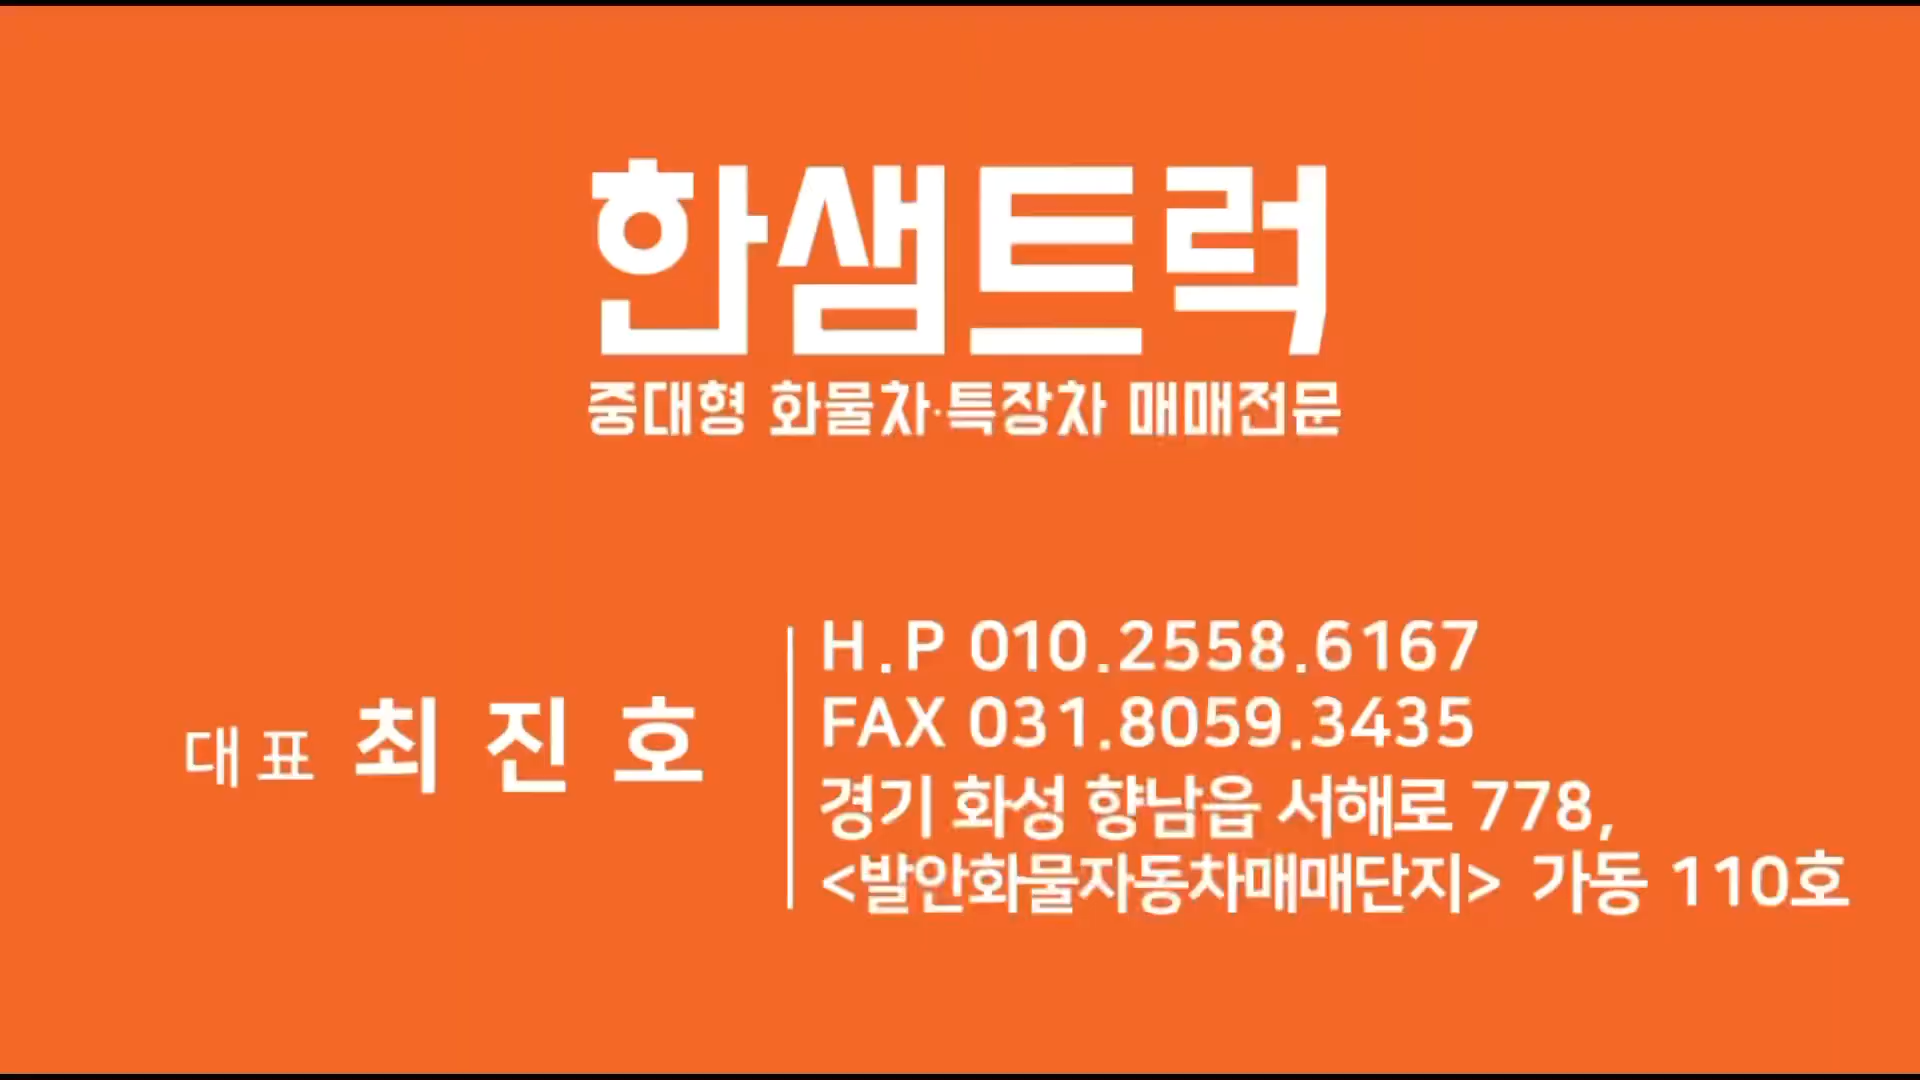 한샘트럭
중대형 화물차·특장차 매매전문
대표 최진호
H.P 010.2558.6167
FAX 031.8059.3435
경기 화성 향남읍 서해로 778,
<발안화물자동차매매단지> 가동 110호